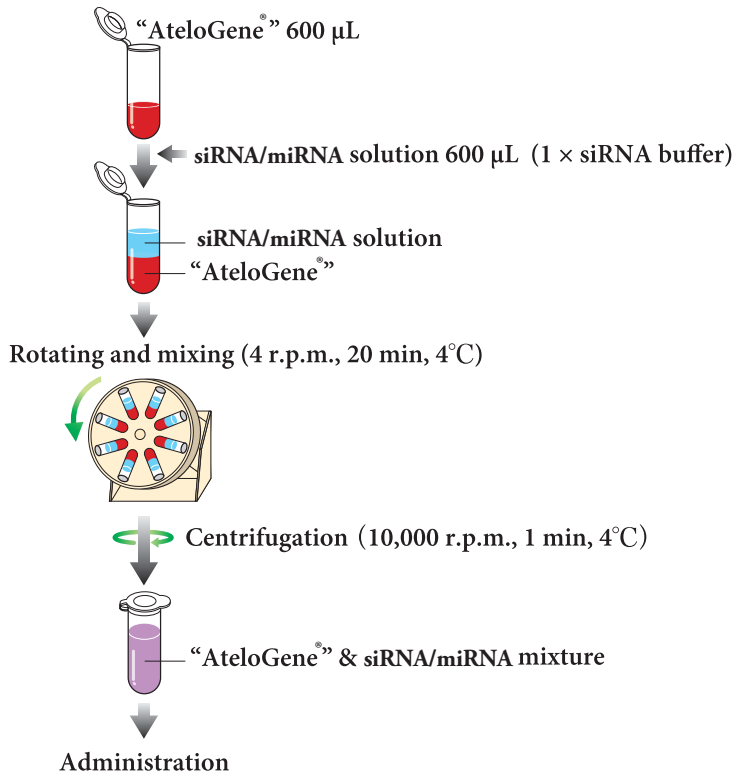 “AteloGene®” 600 µL
siRNA/miRNA solution 600 µL (1 × siRNA buffer)
siRNA/miRNA solution
“AteloGene®”
Rotating and mixing (4 r.p.m., 20 min, 4°C)
Centrifugation (10,000 r.p.m., 1 min, 4°C)
“AteloGene®” & siRNA/miRNA mixture
Administration